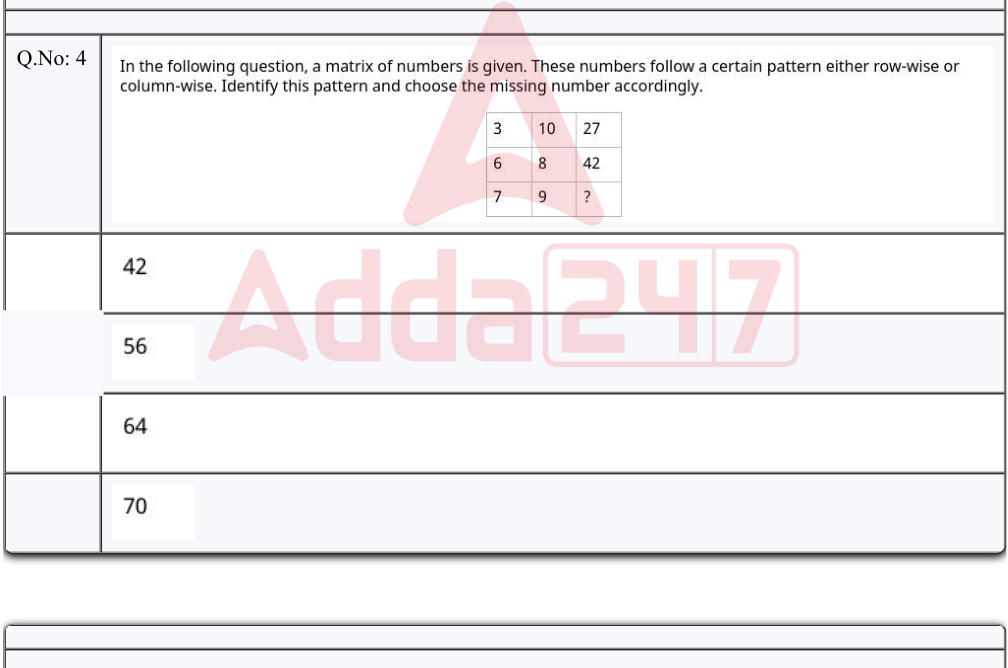 Q.No: 4
In the following question, a matrix of numbers is given. These numbers follow a certain pattern either row-wise or
column-wise. Identify this pattern and choose the missing number accordingly.
3 10 27
6 8 42
7 9 ?
42
Adda247
56
64
70